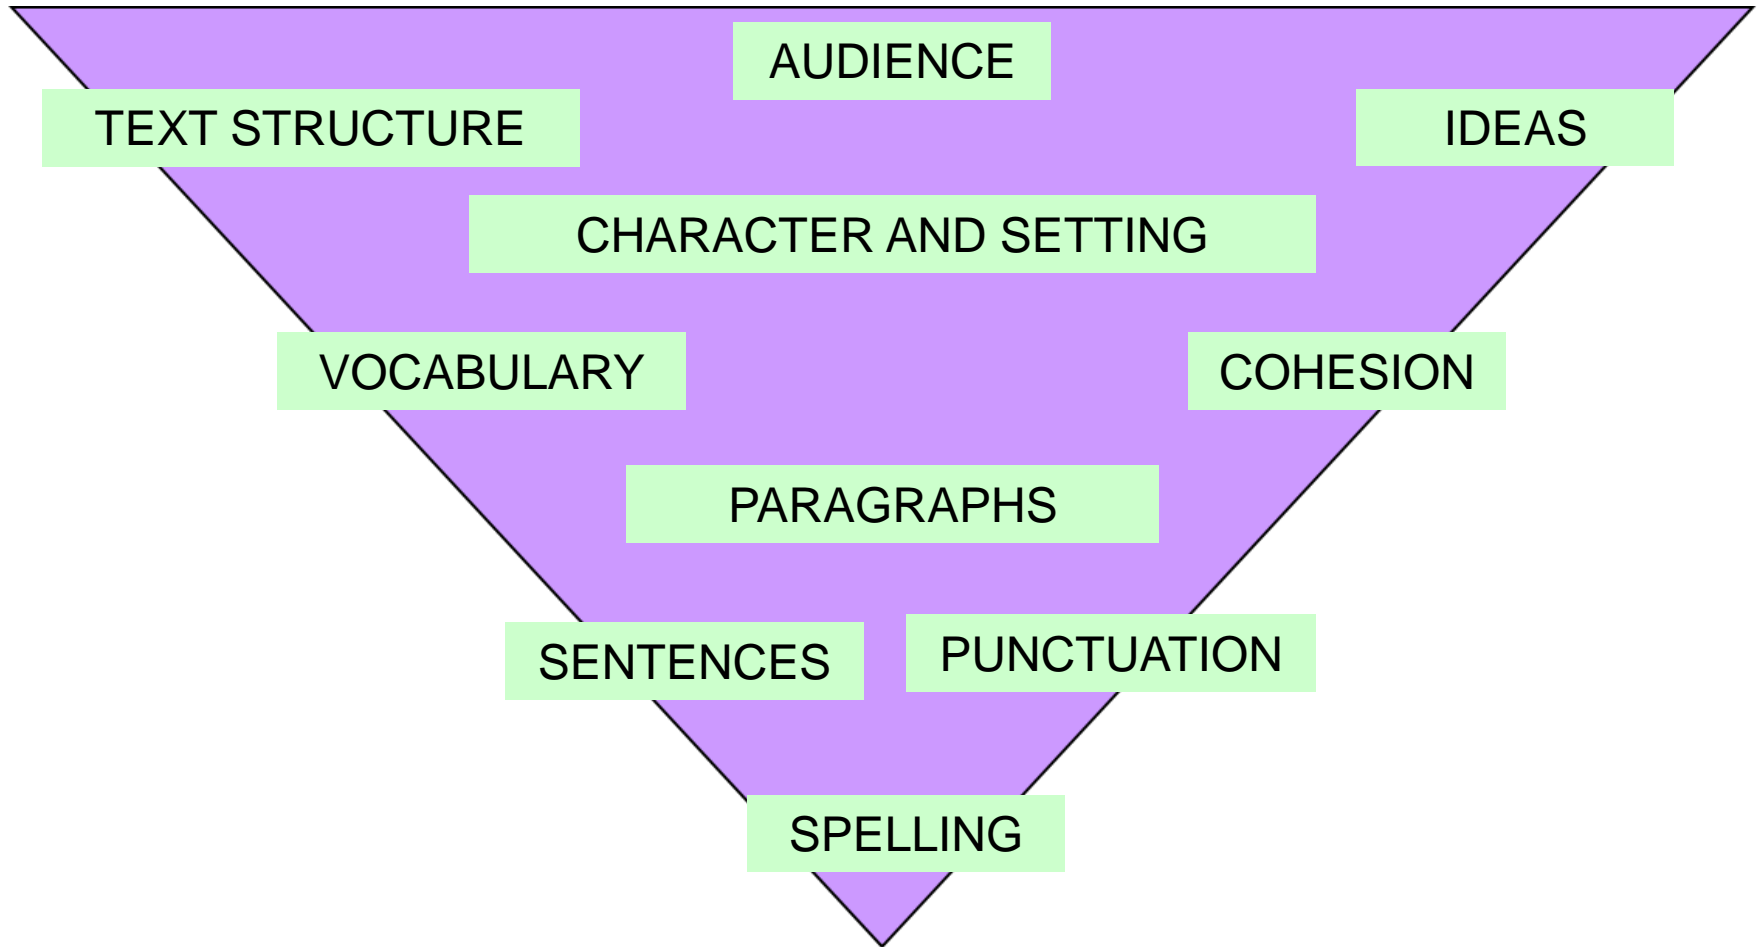 AUDIENCE
TEXT STRUCTURE
IDEAS
CHARACTER AND SETTING
VOCABULARY
COHESION
PARAGRAPHS
SENTENCES
PUNCTUATION
SPELLING